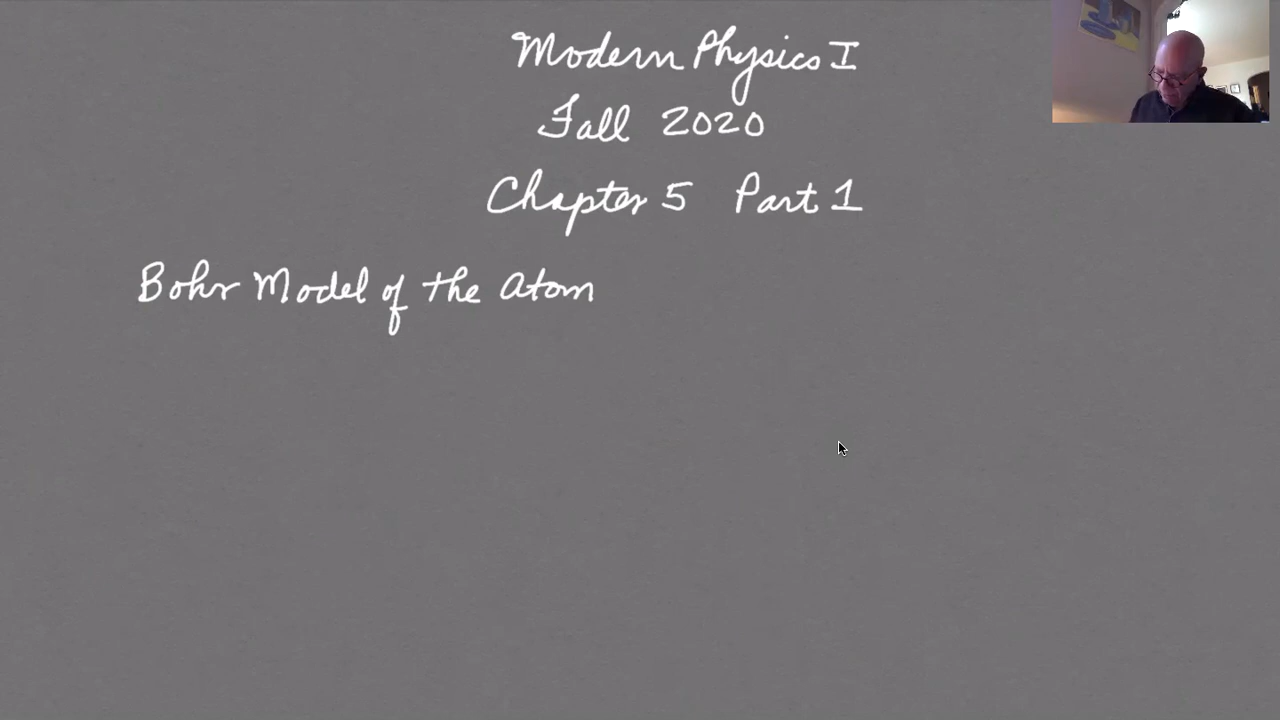 Modern Physics I
Fall 2020
Chapter 5 Part 1
Bohr Model of the Atom